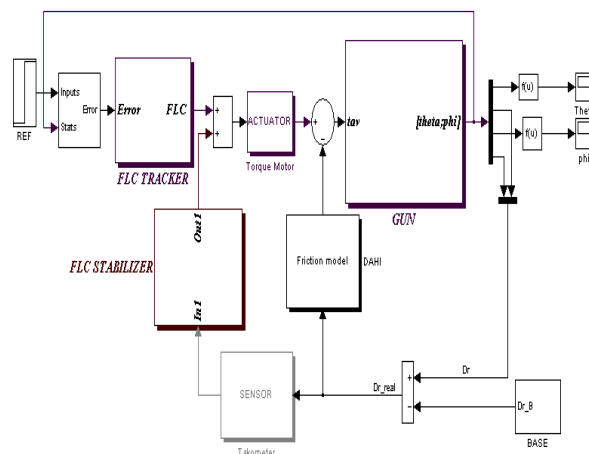 REF
Inputs
Error
Stats
Error
FLC
FLC TRACKER
+
+
ACTUATOR
Torque Motor
+
−
tav
[theta;phi]
GUN
f(u)
Thet
f(u)
phi
FLC STABILIZER
Out1
In1
Friction model
DAHI
SENSOR
Takometer
Dr_real
+
−
Dr
Dr_B
BASE